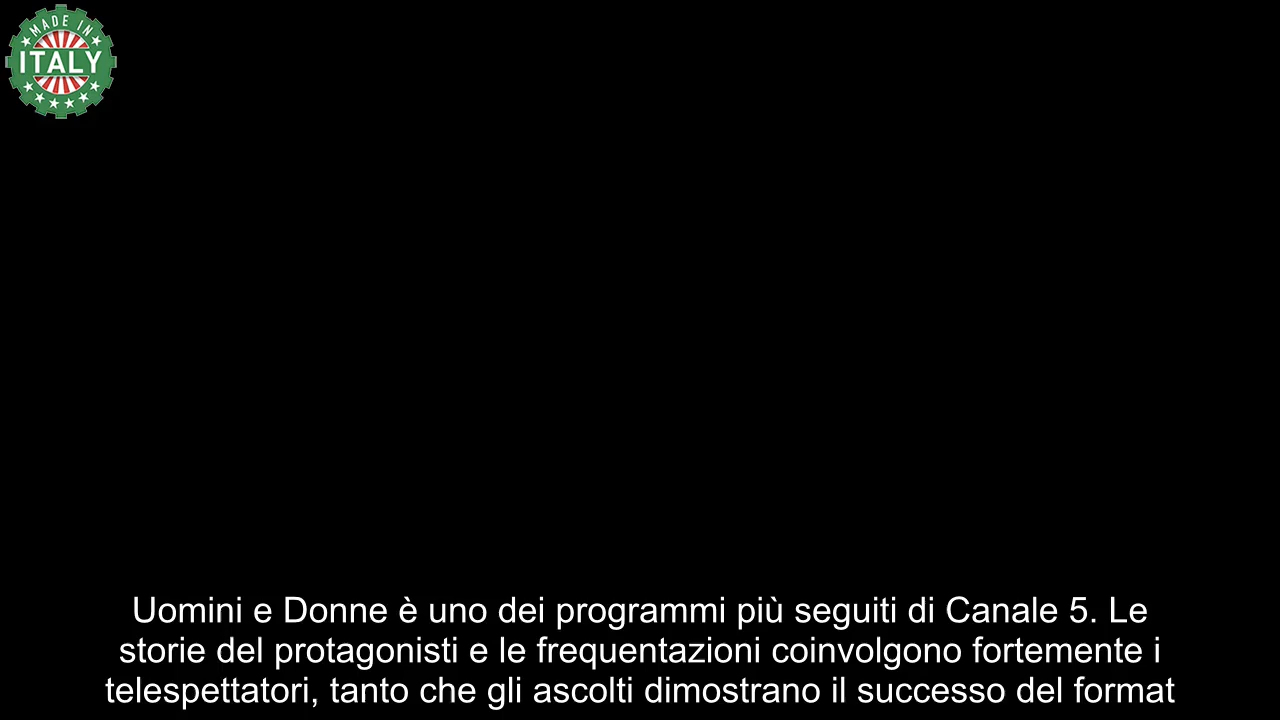 MADE IN
ITALY
Uomini e Donne è uno dei programmi più seguiti di Canale 5. Le
storie del protagonisti e le frequentazioni coinvolgono fortemente i
telespettatori, tanto che gli ascolti dimostrano il successo del format